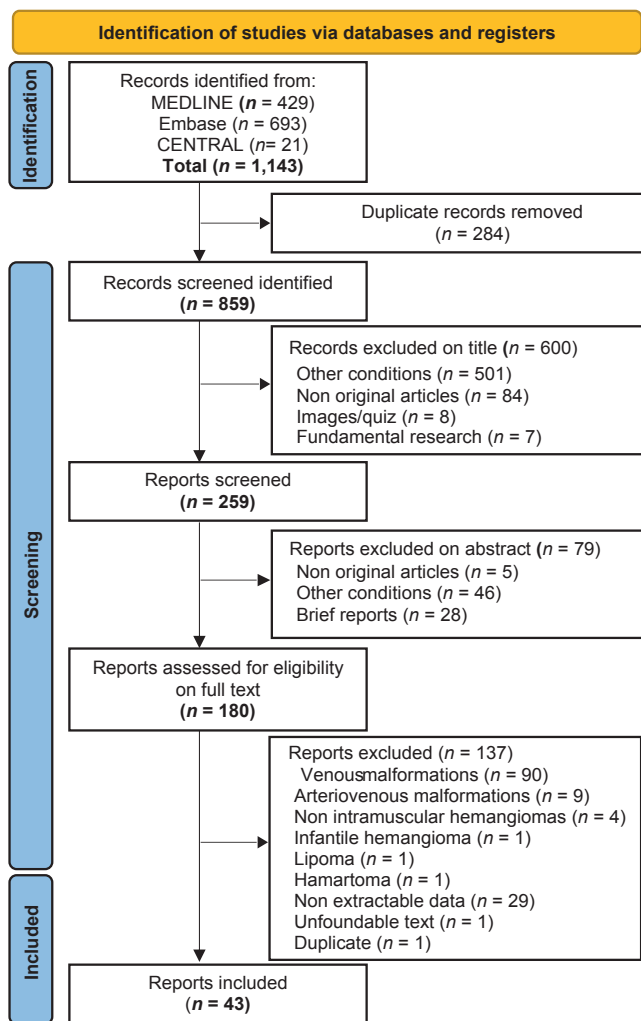 Identification of studies via databases and registers
Identification
Records identified from:
MEDLINE (n = 429)
Embase (n = 693)
CENTRAL (n= 21)
Total (n = 1,143)
Duplicate records removed
(n = 284)
Screening
Records screened identified
(n = 859)
Records excluded on title (n = 600)
Other conditions (n = 501)
Non original articles (n = 84)
Images/quiz (n = 8)
Fundamental research (n = 7)
Reports screened
(n = 259)
Reports excluded on abstract (n = 79)
Non original articles (n = 5)
Other conditions (n = 46)
Brief reports (n = 28)
Reports assessed for eligibility
on full text
(n = 180)
Reports excluded (n = 137)
Venousmalformations (n = 90)
Arteriovenous malformations (n = 9)
Non intramuscular hemangiomas (n = 4)
Infantile hemangioma (n = 1)
Lipoma (n = 1)
Hamartoma (n = 1)
Non extractable data (n = 29)
Unfoundable text (n = 1)
Duplicate (n = 1)
Included
Reports included
(n = 43)